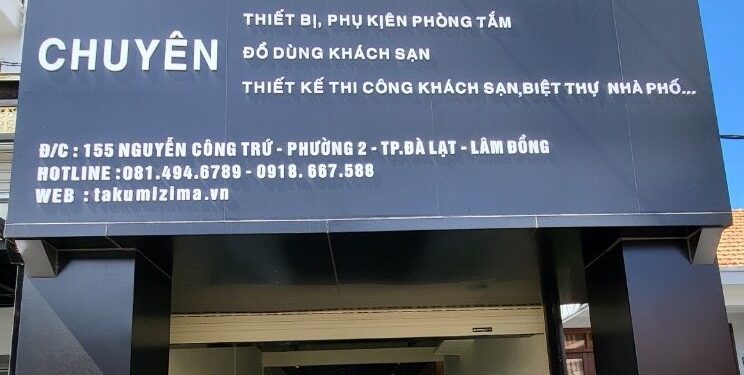 CHUYÊN
THIẾT BỊ, PHỤ KỊÊN PHÒNG TẮM
ĐỒ DÙNG KHÁCH SẠN
THIẾT KẾ THI CÔNG KHÁCH SẠN,BIỆT THỰ NHÀ PHỐ...
Đ/C : 155 NGUYỄN CÔNG TRỨ - PHƯỜNG 2 - TP.ĐÀ LẠT - LÂM ĐỒNG
HOTLINE :081.494.6789 - 0918. 667.588
WEB : takumizima.vn